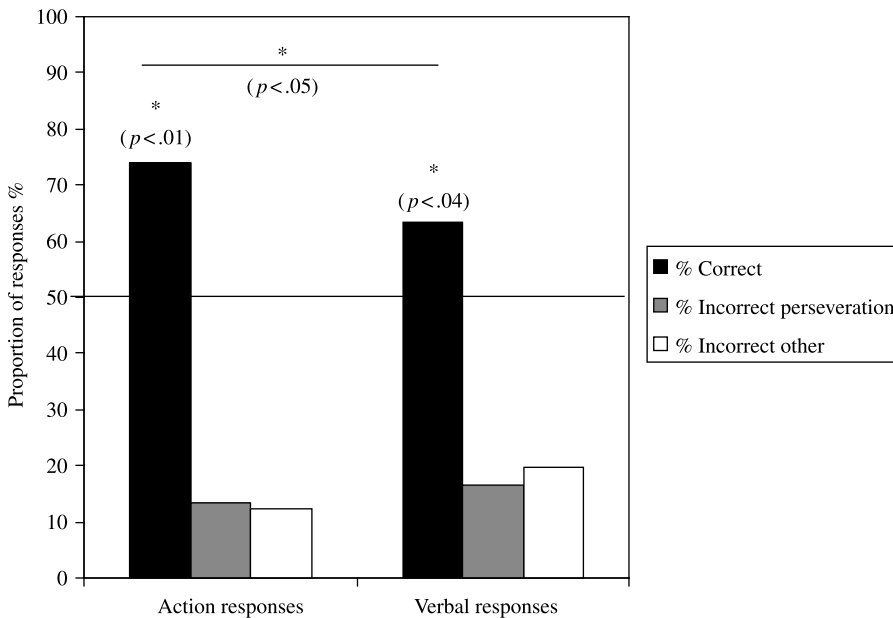 100
90
80
70
60
50
40
30
20
10
0
Proportion of responses %
*
(p<.05)
*
(p<.01)
*
(p<.04)
Action responses
Verbal responses
% Correct
% Incorrect perseveration
% Incorrect other